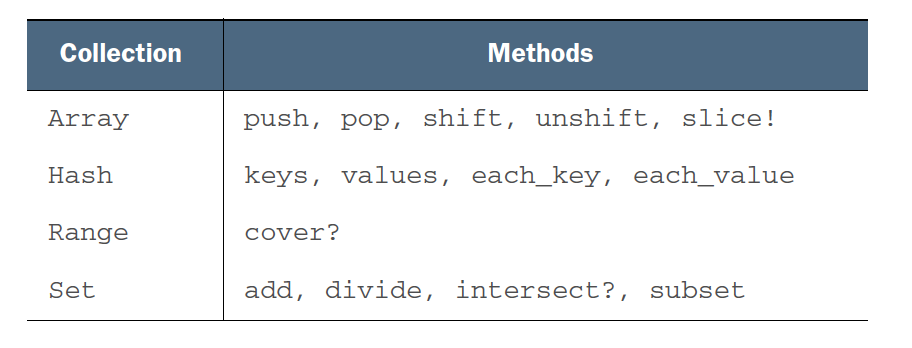 Collection Methods
Array push, pop, shift, unshift, slice!
Hash keys, values, each_key, each_value
Range cover?
Set add, divide, intersect?, subset